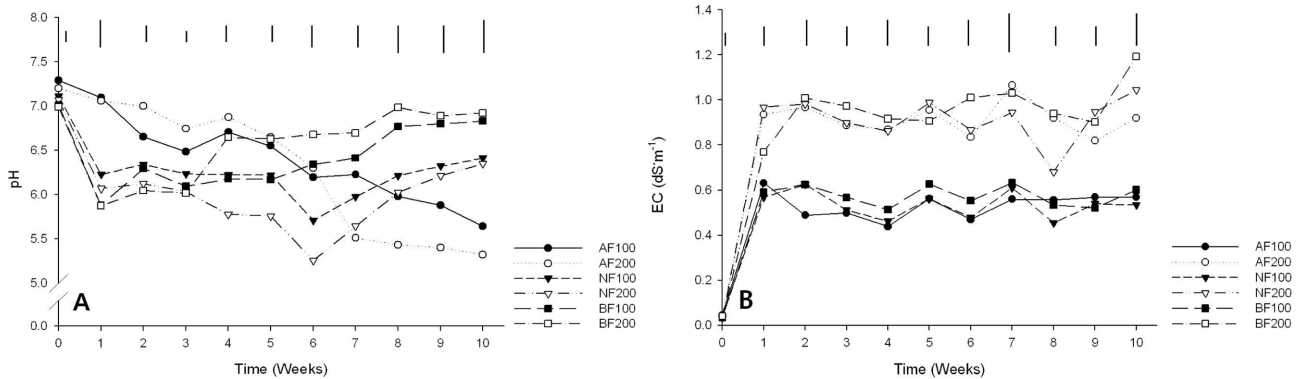 8.0
7.5
7.0
6.5
6.0
5.5
5.0
0.0
pH
A
0 1 2 3 4 5 6 7 8 9 10
Time (Weeks)
AF100
AF200
NF100
NF200
BF100
BF200
1.4
1.2
1.0
0.8
0.6
0.4
0.2
0.0
EC (dS·m⁻¹)
B
0 1 2 3 4 5 6 7 8 9 10
Time (Weeks)
AF100
AF200
NF100
NF200
BF100
BF200